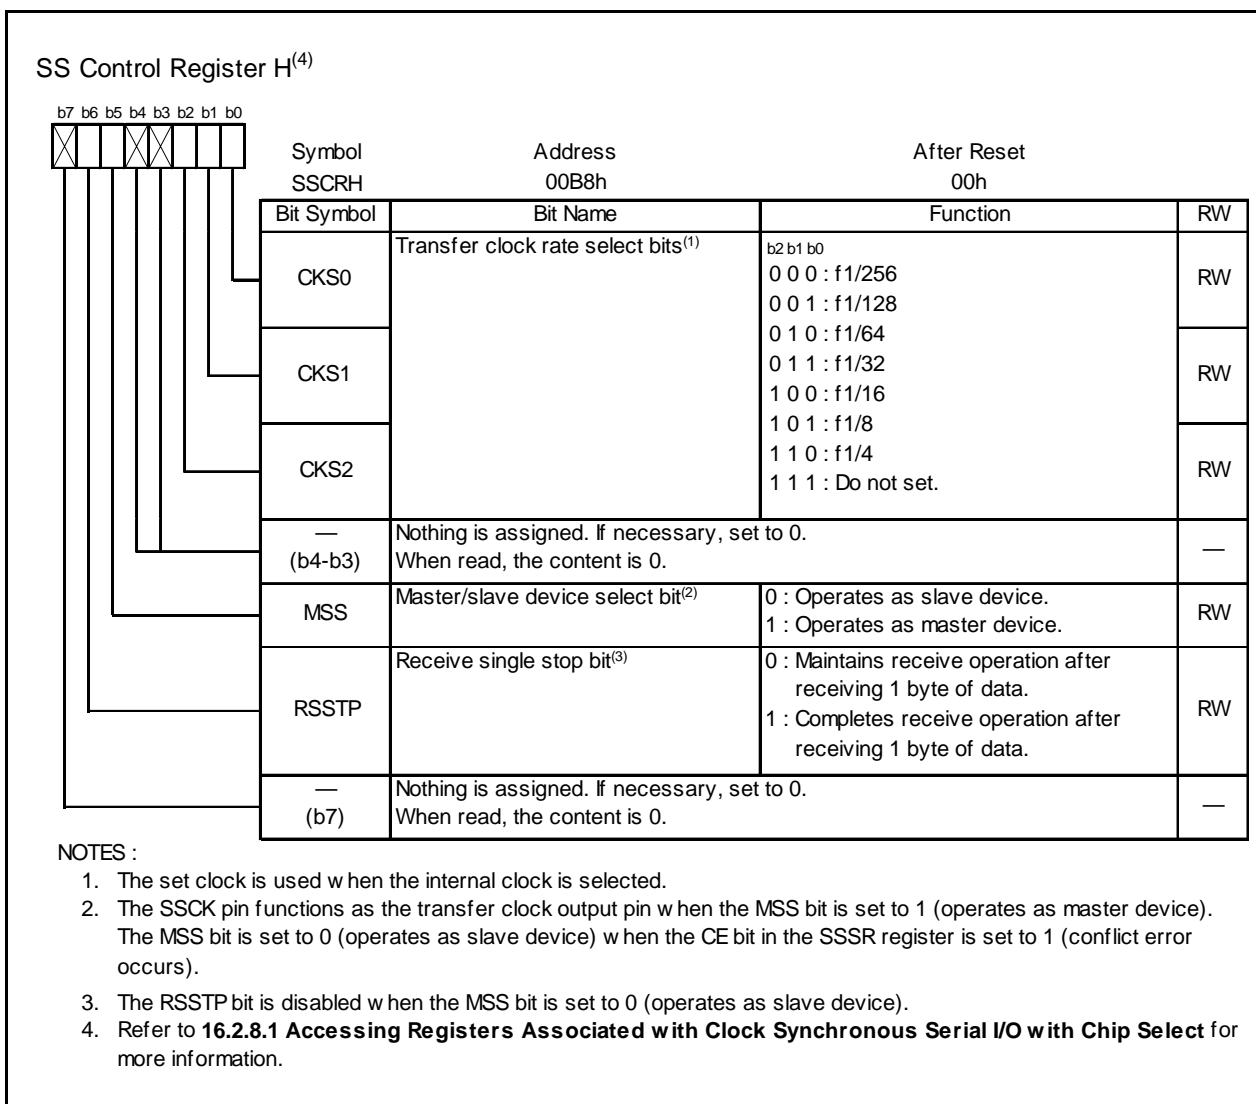 SS Control Register H(4)
b7 b6 b5 b4 b3 b2 b1 b0
Symbol Address After Reset
SSCRH 00B8h 00h
Bit Symbol Bit Name Function RW
CKS0 Transfer clock rate select bits(1) b2 b1 b0
0 0 0 : f1/256 RW
0 0 1 : f1/128
0 1 0 : f1/64
CKS1 0 1 1 : f1/32 RW
1 0 0 : f1/16
1 0 1 : f1/8
CKS2 1 1 0 : f1/4 RW
1 1 1 : Do not set.
— Nothing is assigned. If necessary, set to 0. —
(b4-b3) When read, the content is 0.
MSS Master/slave device select bit(2) 0 : Operates as slave device. RW
1 : Operates as master device.
RSSTP Receive single stop bit(3) 0 : Maintains receive operation after RW
receiving 1 byte of data.
1 : Completes receive operation after
receiving 1 byte of data.
— Nothing is assigned. If necessary, set to 0. —
(b7) When read, the content is 0.
NOTES :
1. The set clock is used when the internal clock is selected.
2. The SSCK pin functions as the transfer clock output pin when the MSS bit is set to 1 (operates as master device).
The MSS bit is set to 0 (operates as slave device) when the CE bit in the SSSR register is set to 1 (conflict error
occurs).
3. The RSSTP bit is disabled when the MSS bit is set to 0 (operates as slave device).
4. Refer to 16.2.8.1 Accessing Registers Associated with Clock Synchronous Serial I/O with Chip Select for
more information.